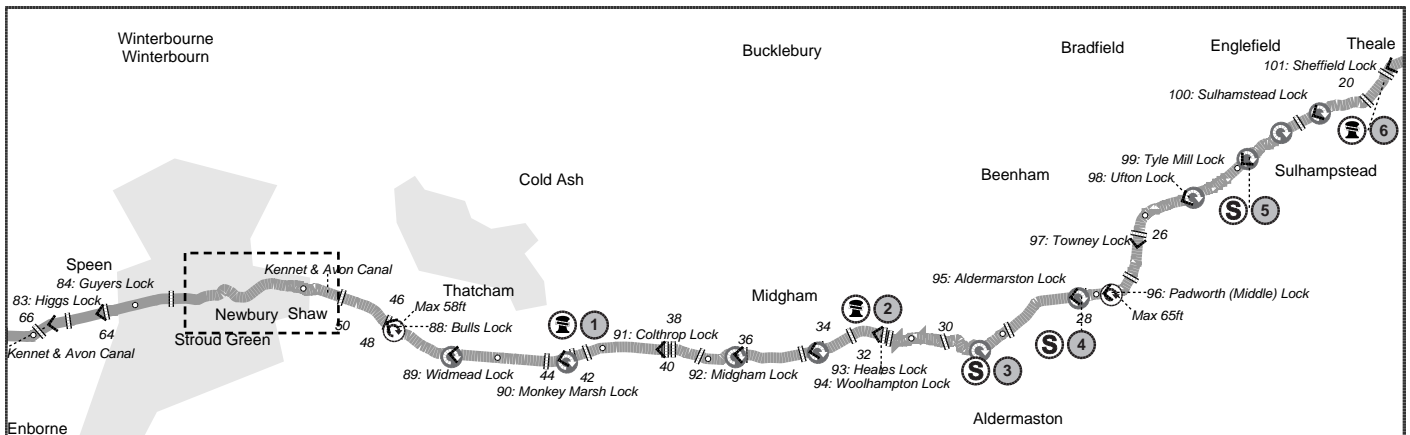 Winterbourne
Winterbourn
Bucklebury
Bradfield
Englefield
Theale
101: Sheffield Lock
20
100: Sulhamstead Lock
6
99: Tyle Mill Lock
Sulhampstead
Beenham
98: Ufton Lock
S 5
Cold Ash
97: Towney Lock
26
Speen
Kennet & Avon Canal
84: Guyers Lock
83: Higgs Lock
66
64
Kennet & Avon Canal
Newbury
Shaw
Stroud Green
50
Thatcham
46
Max 58ft
88: Bulls Lock
48
89: Widmead Lock
1
44
42
90: Monkey Marsh Lock
38
91: Colthrop Lock
40
36
92: Midgham Lock
Midgham
34
2
32
30
93: Heales Lock
94: Woolhampton Lock
S 3
95: Aldermarston Lock
28
S 4
96: Padworth (Middle) Lock
Max 65ft
Aldermaston
Enborne